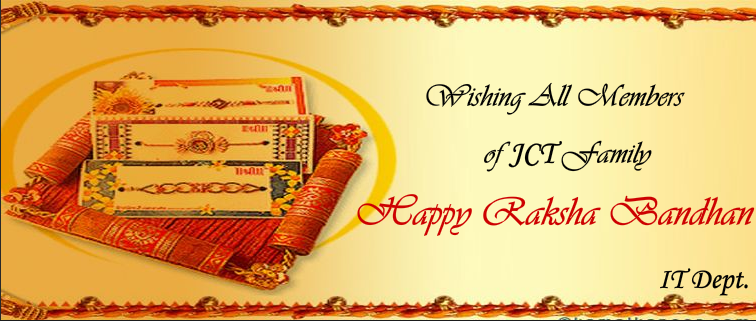 Wishing All Members
of JCT Family
Happy Raksha Bandhan
IT Dept.